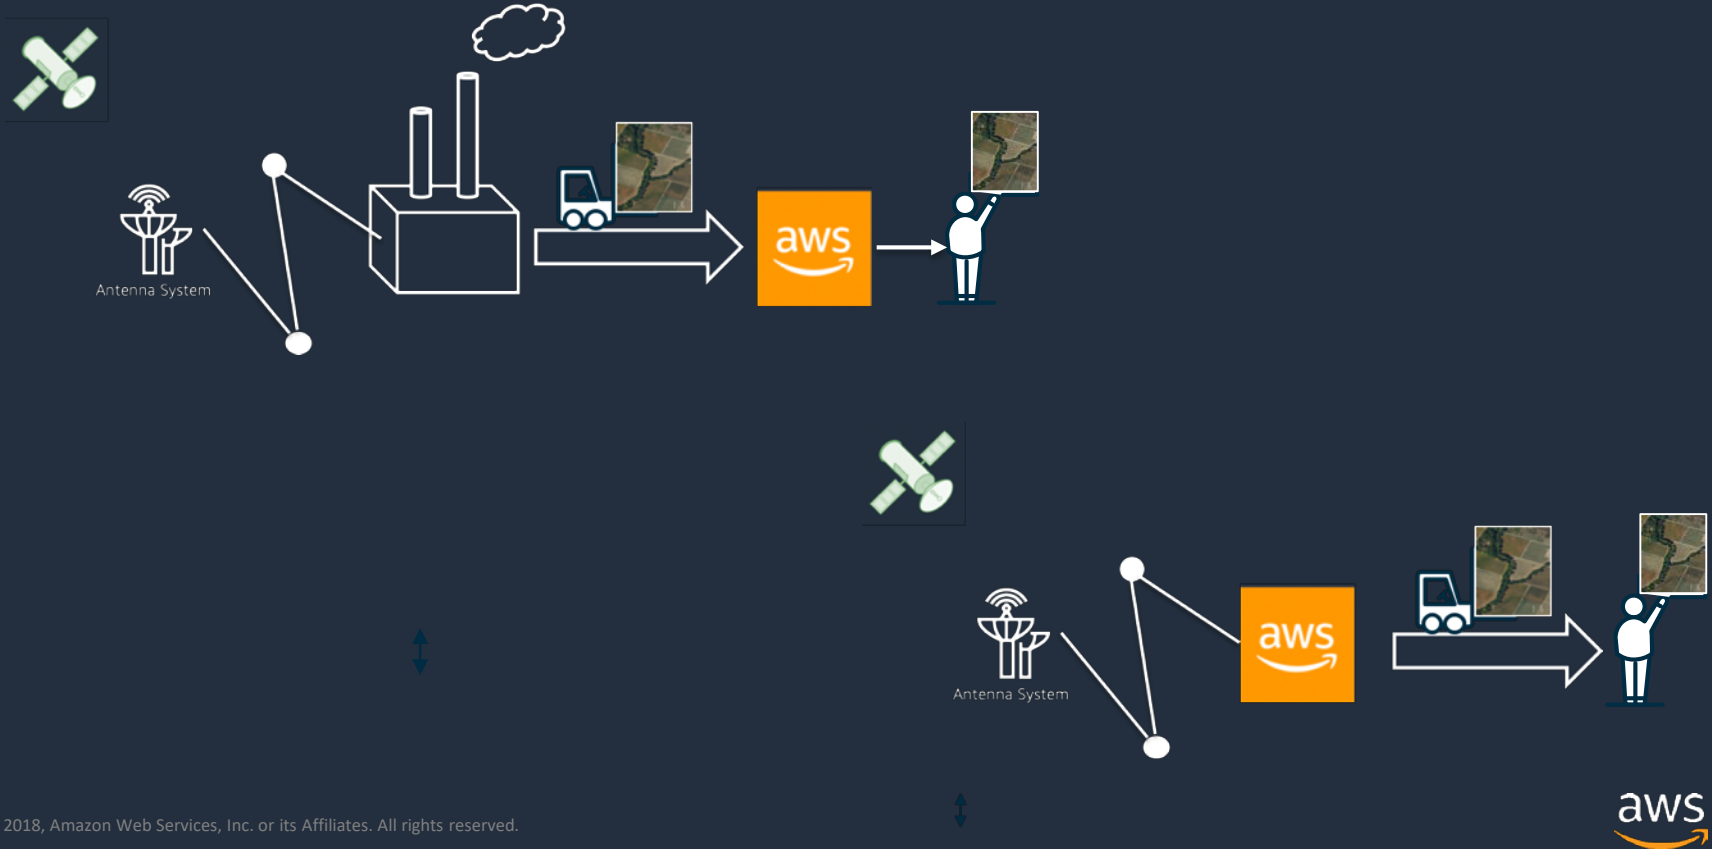 aws
Antenna System
aws
Antenna System
2018, Amazon Web Services, Inc. or its Affiliates. All rights reserved.
aws